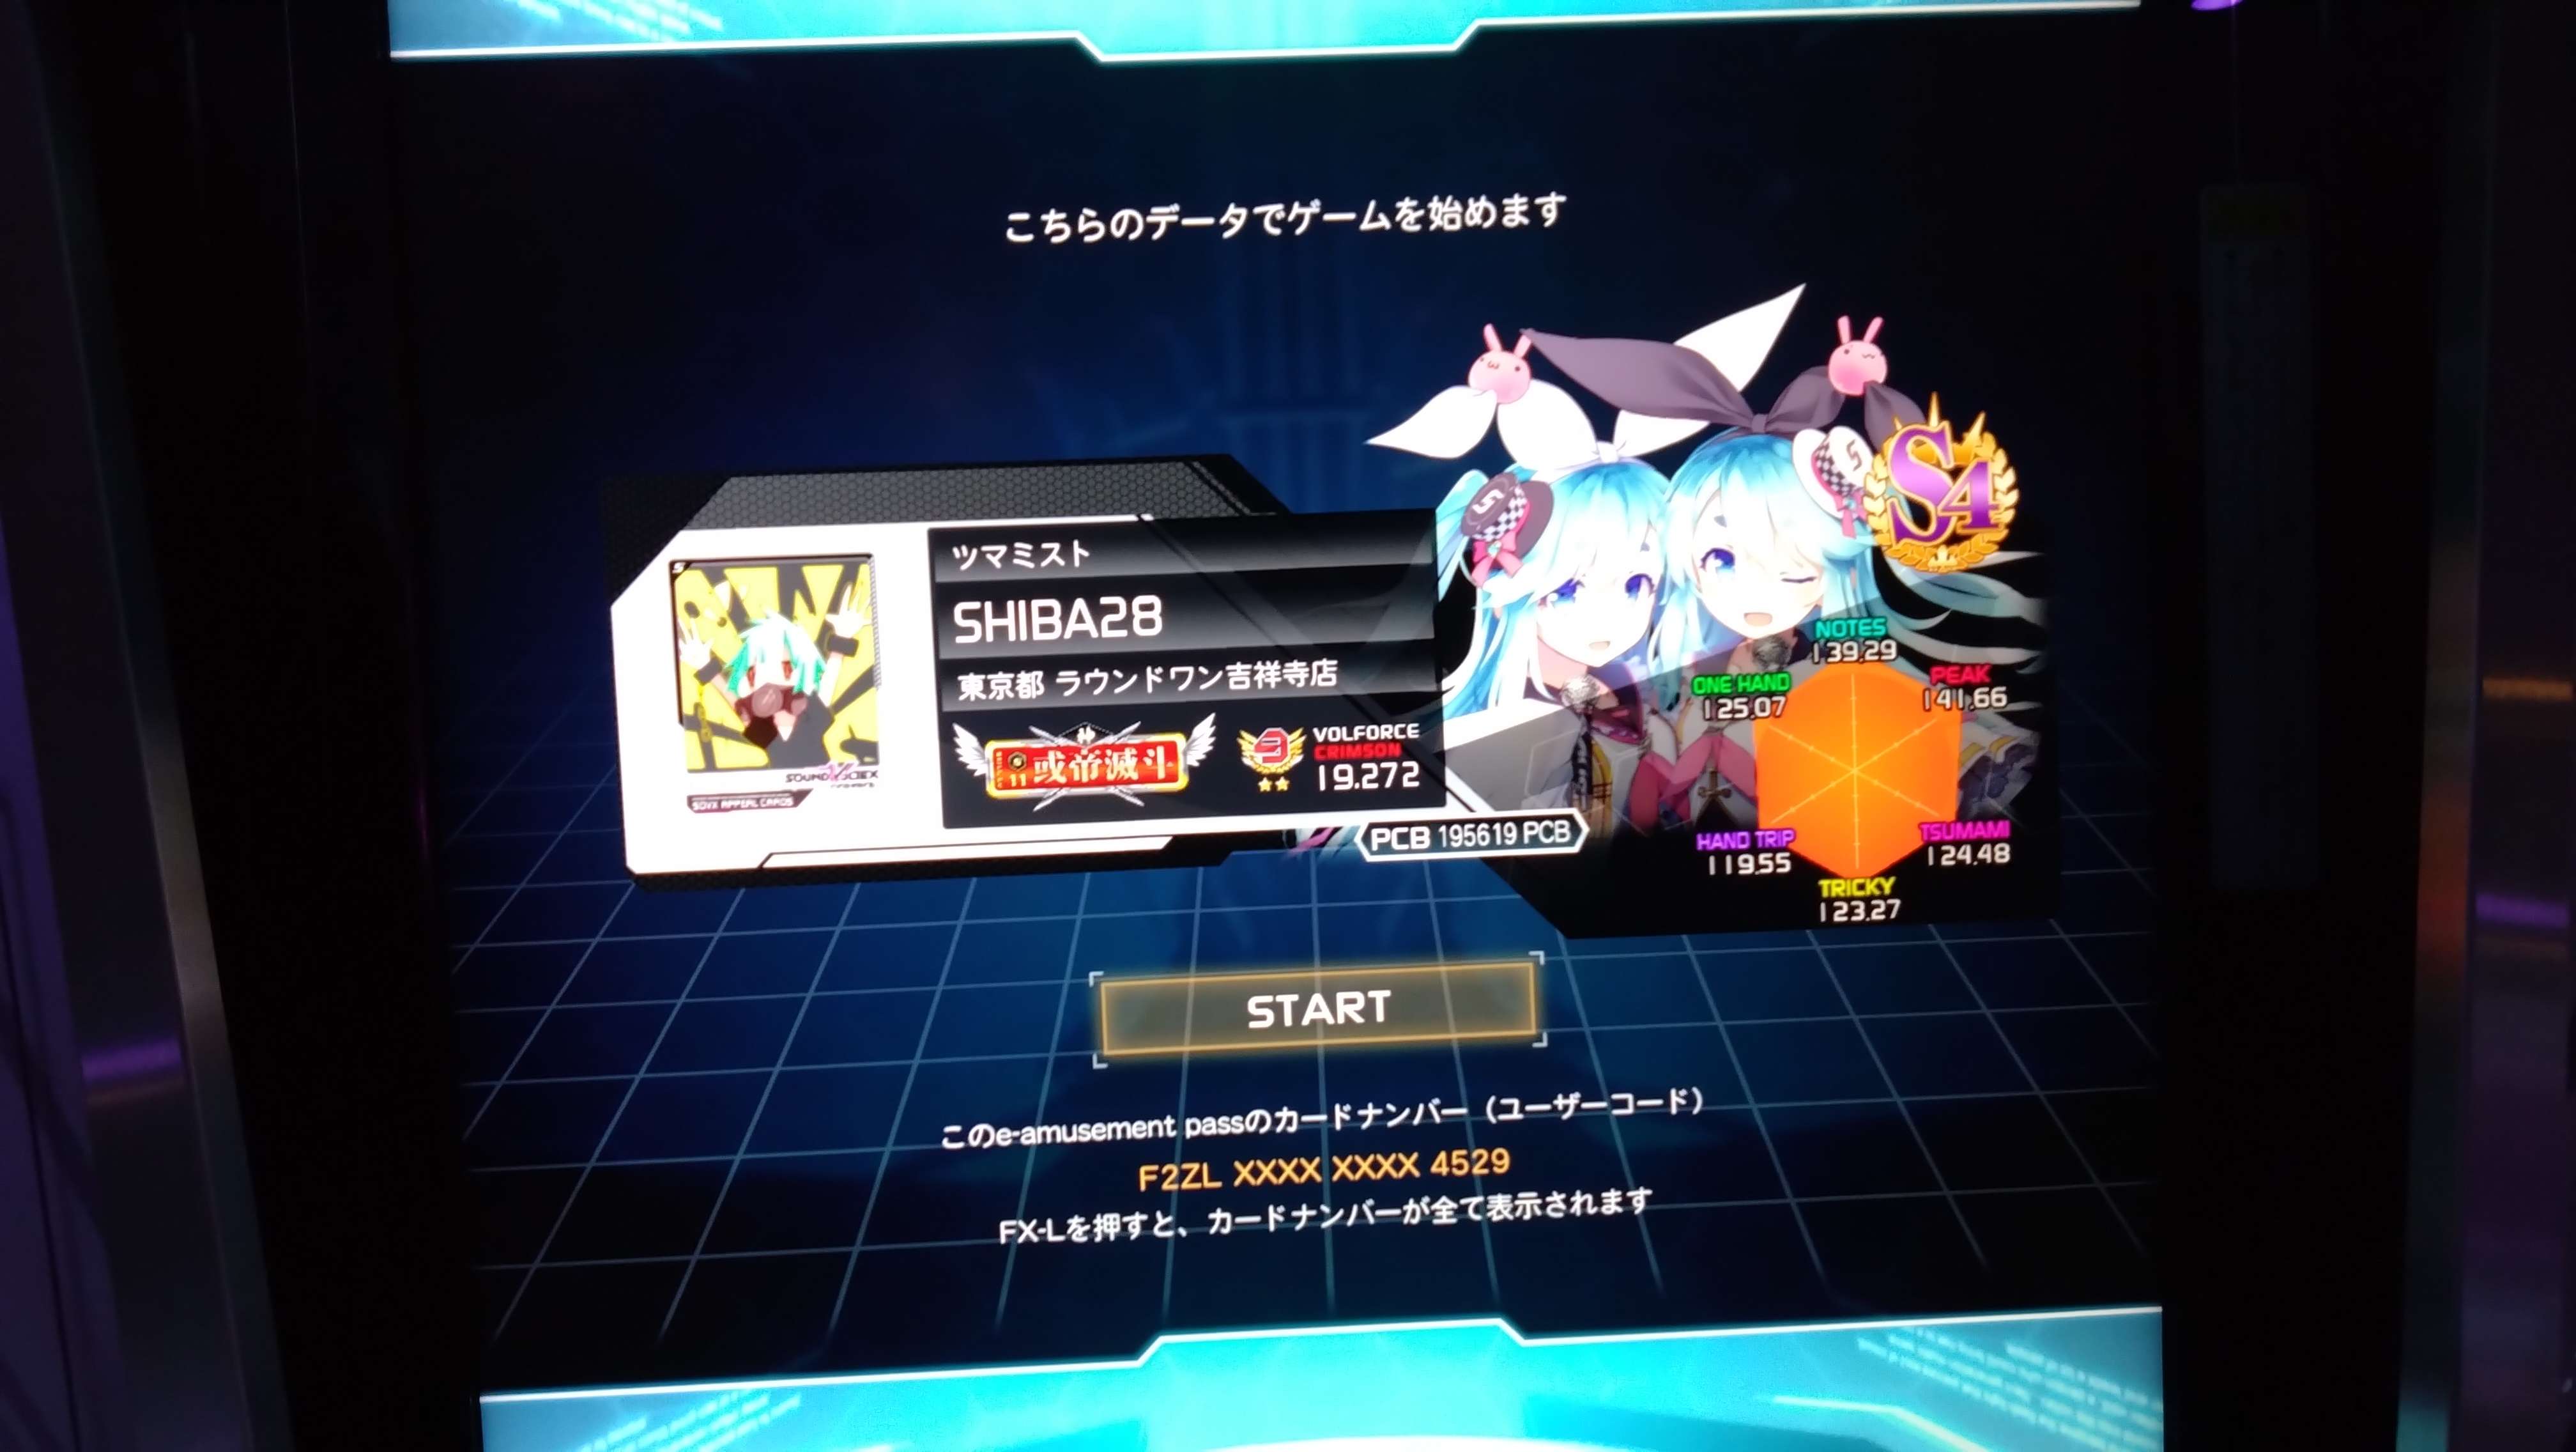 こちらのデータでゲームを始めます
S4
ツマミスト
SHIBA28
東京都 ラウンドワン吉祥寺店
神
11 或帝滅斗
VOLFORCE
CRIMSON
19.272
PCB 195619 PCB
SDVX APPEAL CARDS
NOTES
139.29
PEAK
141.66
ONE HAND
125.07
HAND TRIP
119.55
TSUMAMI
124.48
TRICKY
123.27
START
このe-amusement passのカードナンバー（ユーザーコード）
F2ZL XXXX XXXX 4529
FX-Lを押すと、カードナンバーが全て表示されます